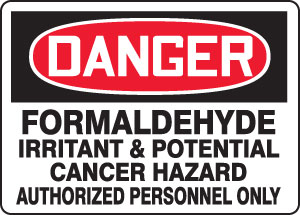 DANGER
FORMALDEHYDE
IRRITANT & POTENTIAL
CANCER HAZARD
AUTHORIZED PERSONNEL ONLY